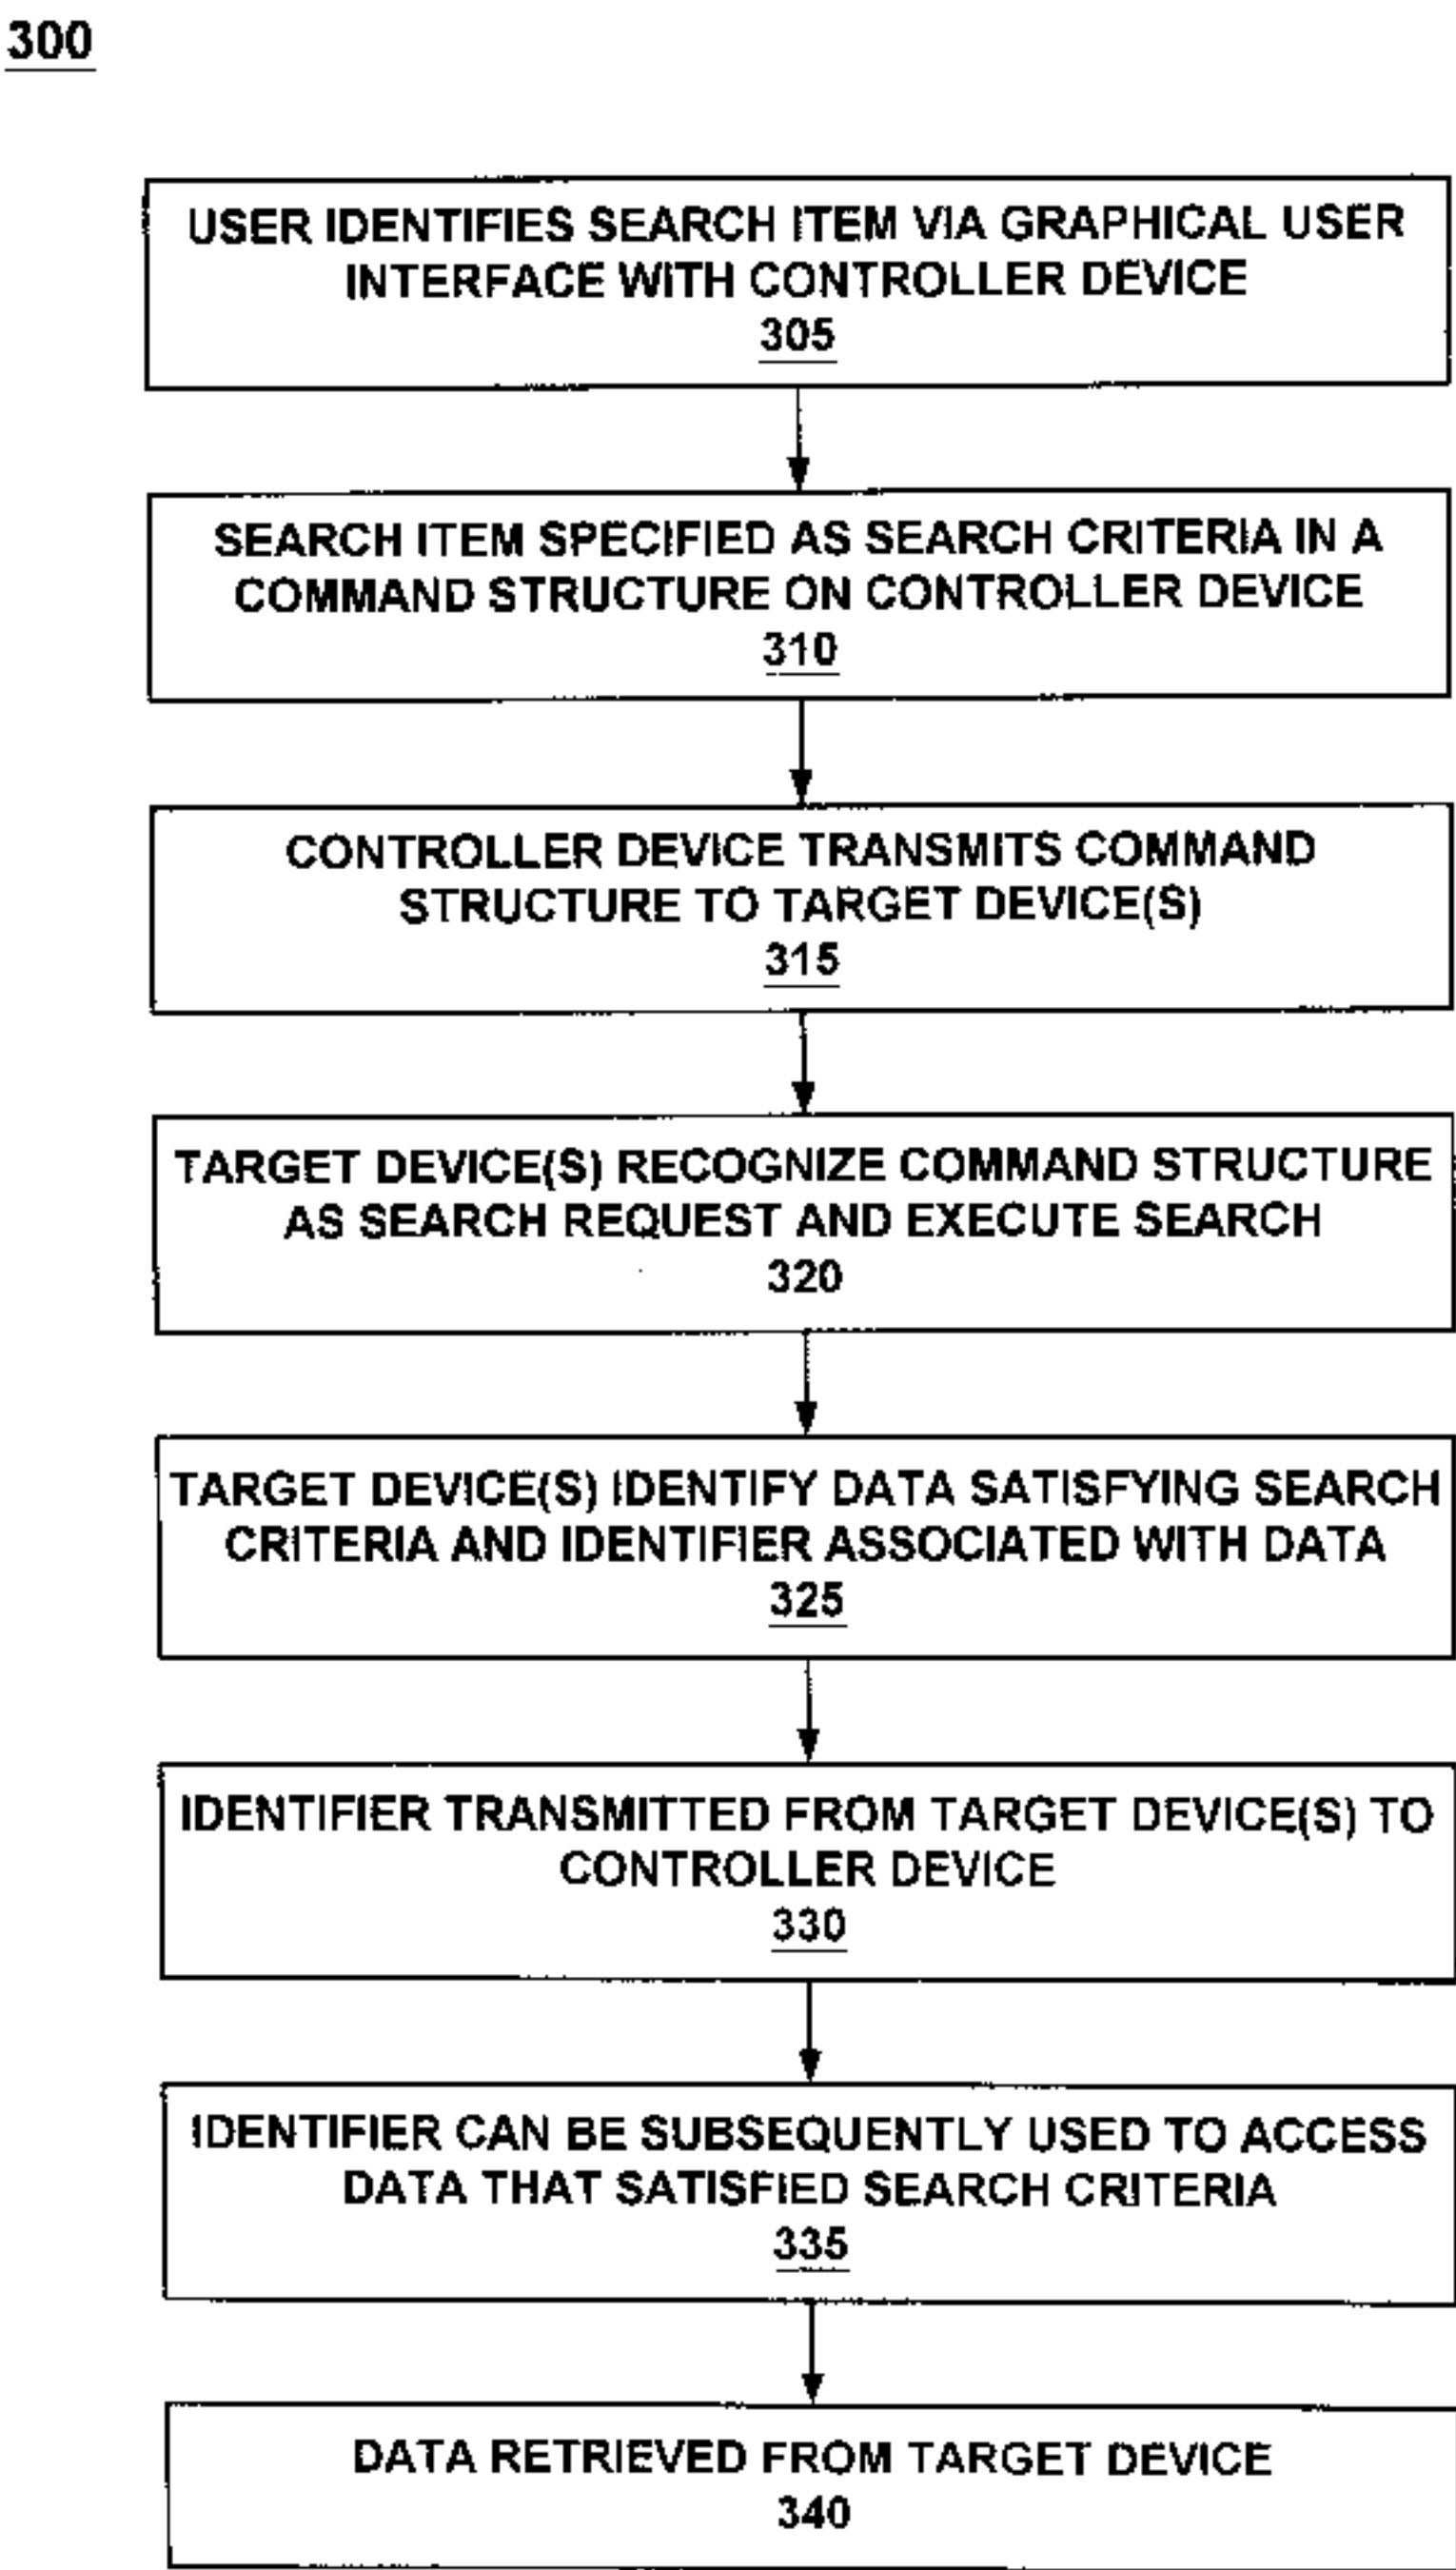 300
USER IDENTIFIES SEARCH ITEM VIA GRAPHICAL USER
INTERFACE WITH CONTROLLER DEVICE
305
SEARCH ITEM SPECIFIED AS SEARCH CRITERIA IN A
COMMAND STRUCTURE ON CONTROLLER DEVICE
310
CONTROLLER DEVICE TRANSMITS COMMAND
STRUCTURE TO TARGET DEVICE(S)
315
TARGET DEVICE(S) RECOGNIZE COMMAND STRUCTURE
AS SEARCH REQUEST AND EXECUTE SEARCH
320
TARGET DEVICE(S) IDENTIFY DATA SATISFYING SEARCH
CRITERIA AND IDENTIFIER ASSOCIATED WITH DATA
325
IDENTIFIER TRANSMITTED FROM TARGET DEVICE(S) TO
CONTROLLER DEVICE
330
IDENTIFIER CAN BE SUBSEQUENTLY USED TO ACCESS
DATA THAT SATISFIED SEARCH CRITERIA
335
DATA RETRIEVED FROM TARGET DEVICE
340